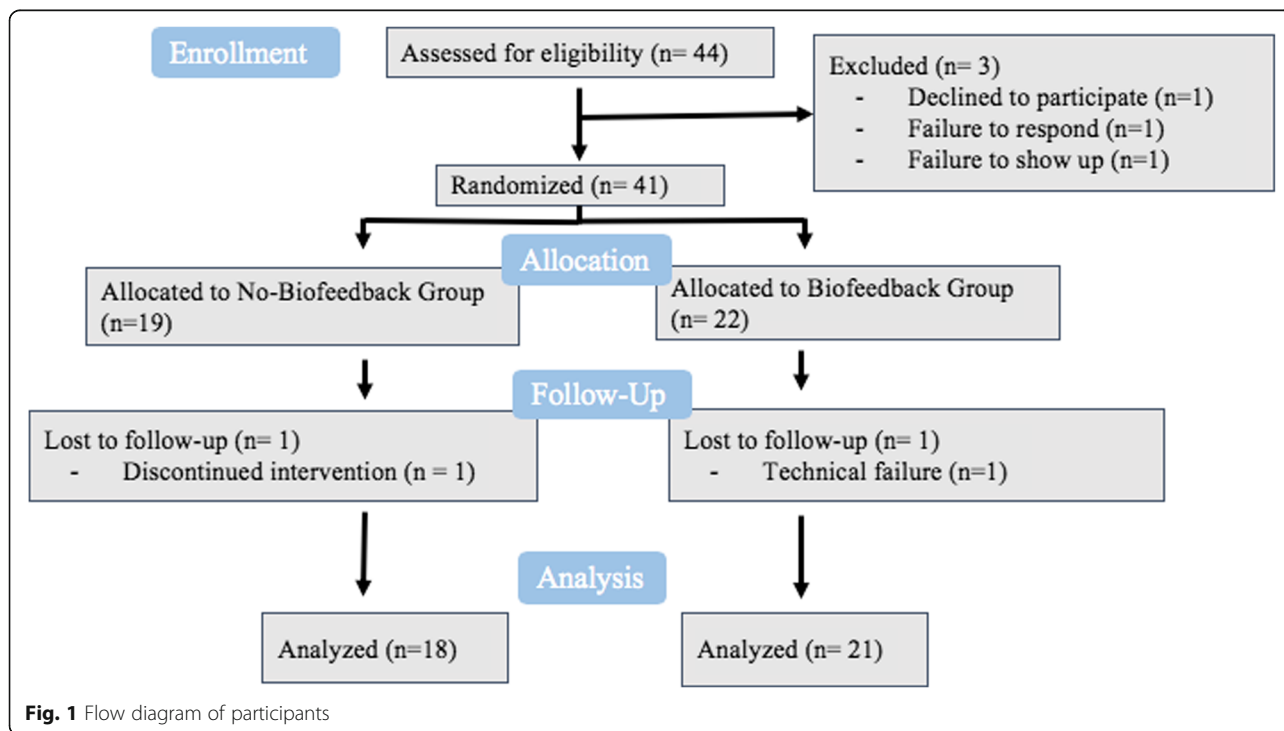 Enrollment
Assessed for eligibility (n= 44)
Excluded (n= 3)
- Declined to participate (n=1)
- Failure to respond (n=1)
- Failure to show up (n=1)
Randomized (n= 41)
Allocation
Allocated to No-Biofeedback Group
(n=19)
Allocated to Biofeedback Group
(n= 22)
Follow-Up
Lost to follow-up (n= 1)
- Discontinued intervention (n = 1)
Lost to follow-up (n= 1)
- Technical failure (n=1)
Analysis
Analyzed (n=18)
Analyzed (n= 21)
Fig. 1 Flow diagram of participants